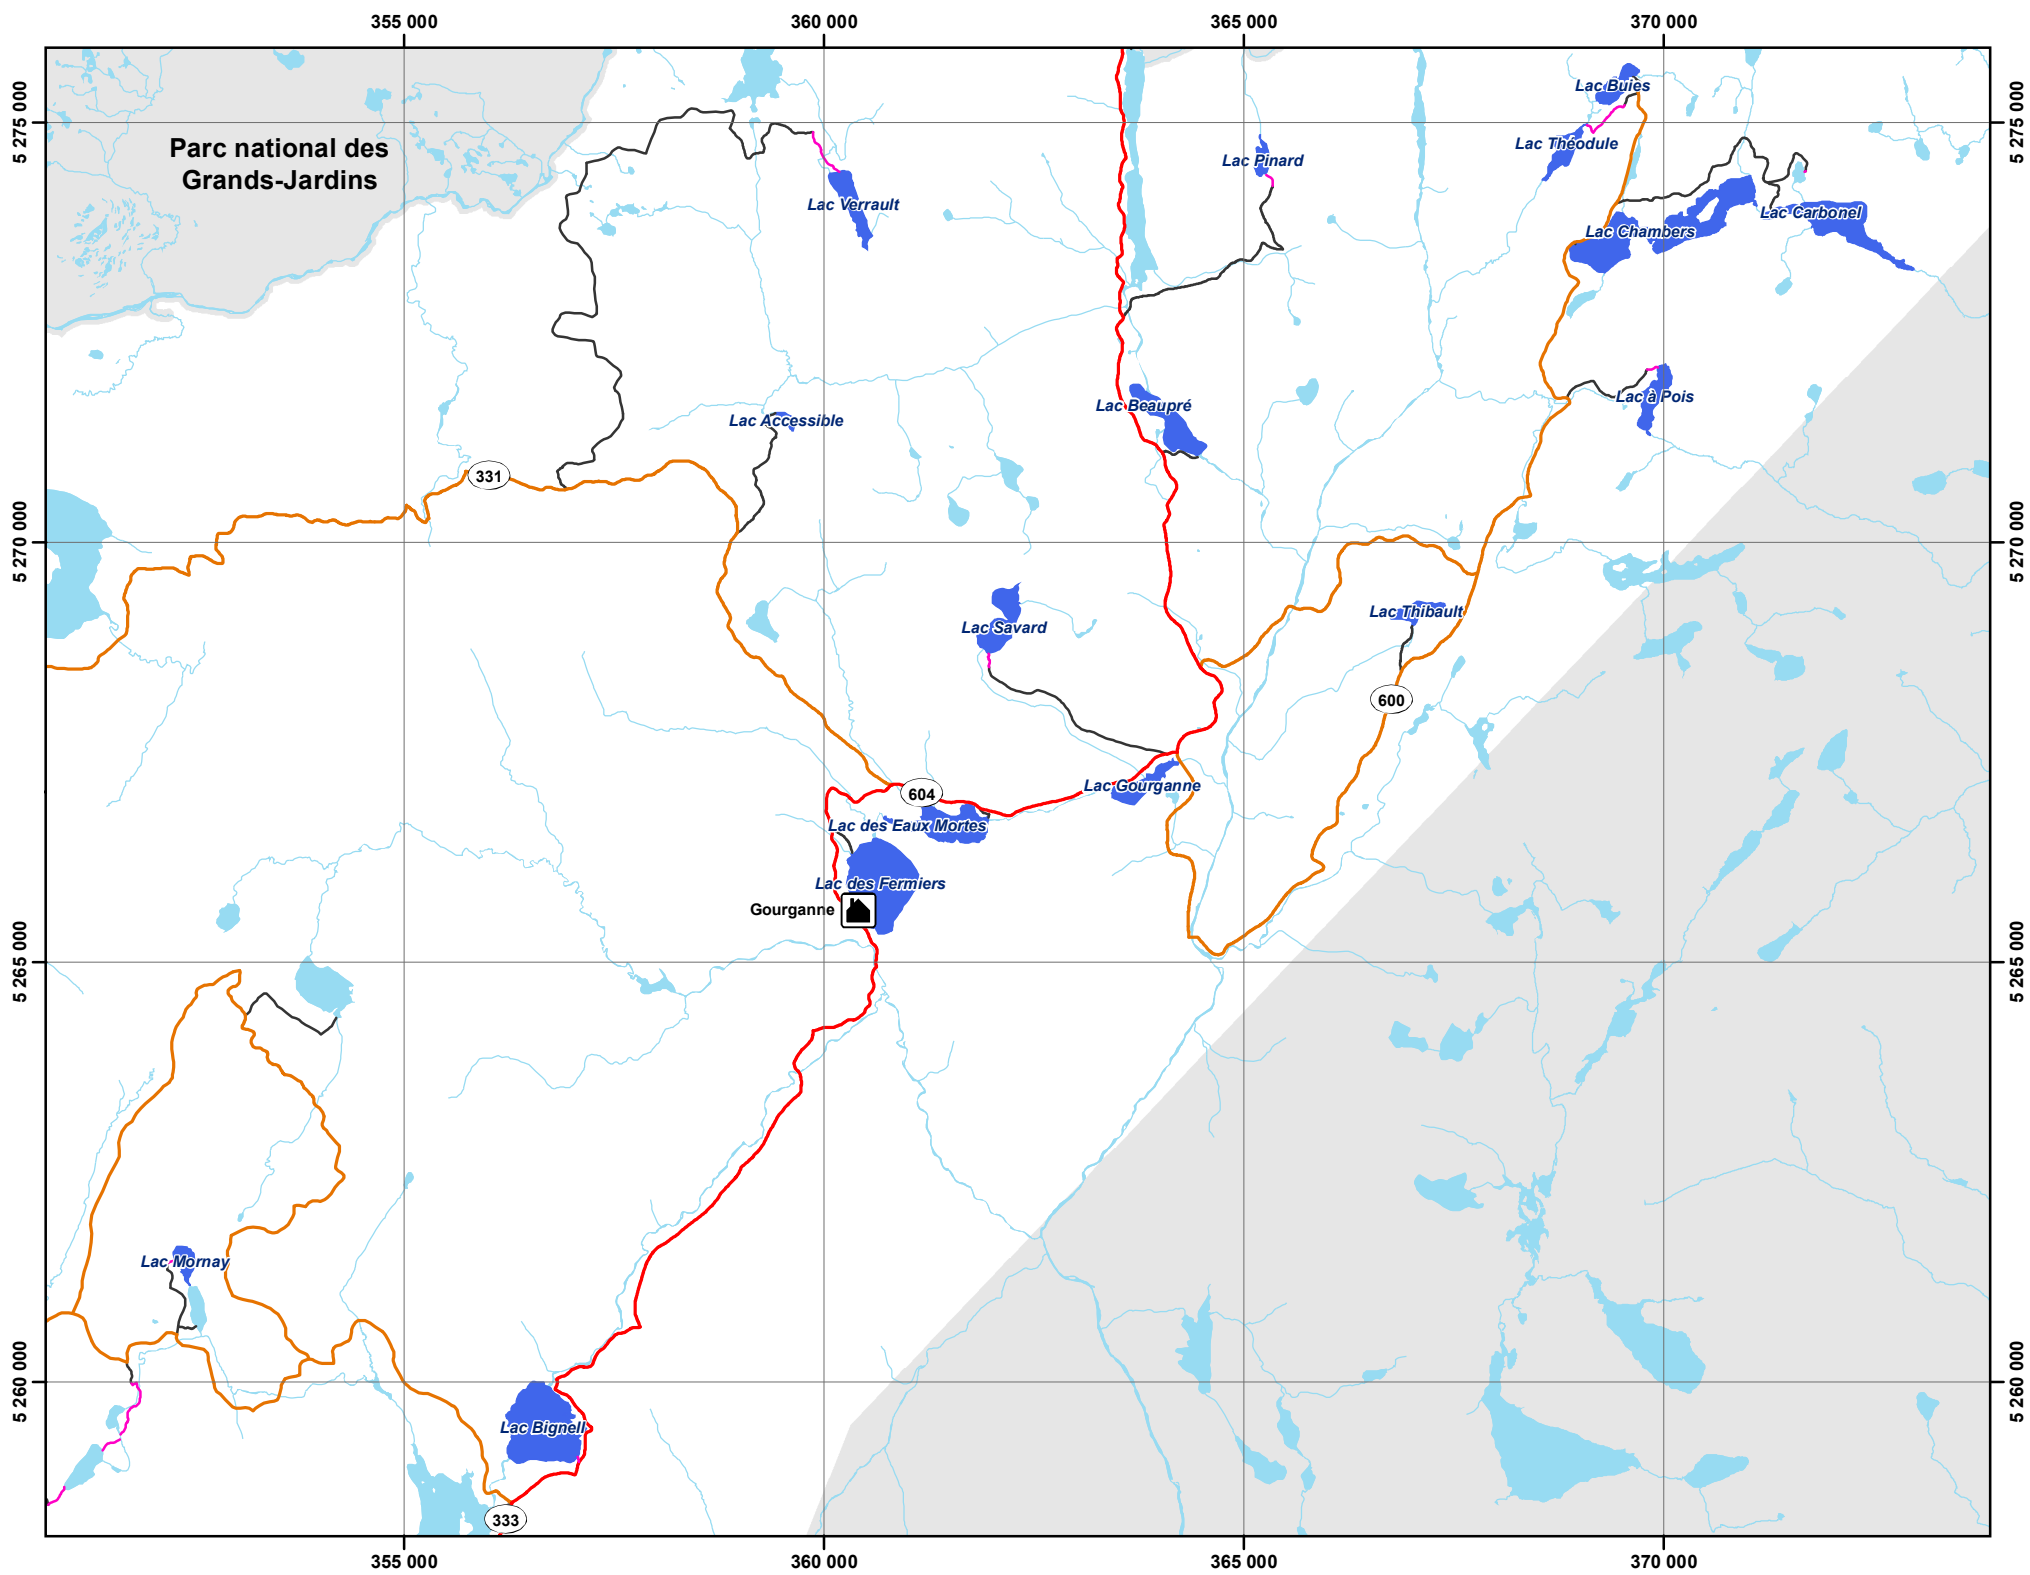 355 000
360 000
365 000
370 000
5 275 000
5 275 000
Parc national des
Grands-Jardins
Lac Buies
Lac Théodule
Lac Pinard
Lac Verrault
Lac Carbonel
Lac Chambers
Lac à Pois
Lac Beaupré
Lac Accessible
331
5 270 000
5 270 000
Lac Thibault
Lac Savard
600
Lac Gourganne
604
Lac des Eaux Mortes
Lac des Fermiers
Gourganne
5 265 000
5 265 000
Lac Mornay
5 260 000
5 260 000
Lac Bignell
333
355 000
360 000
365 000
370 000